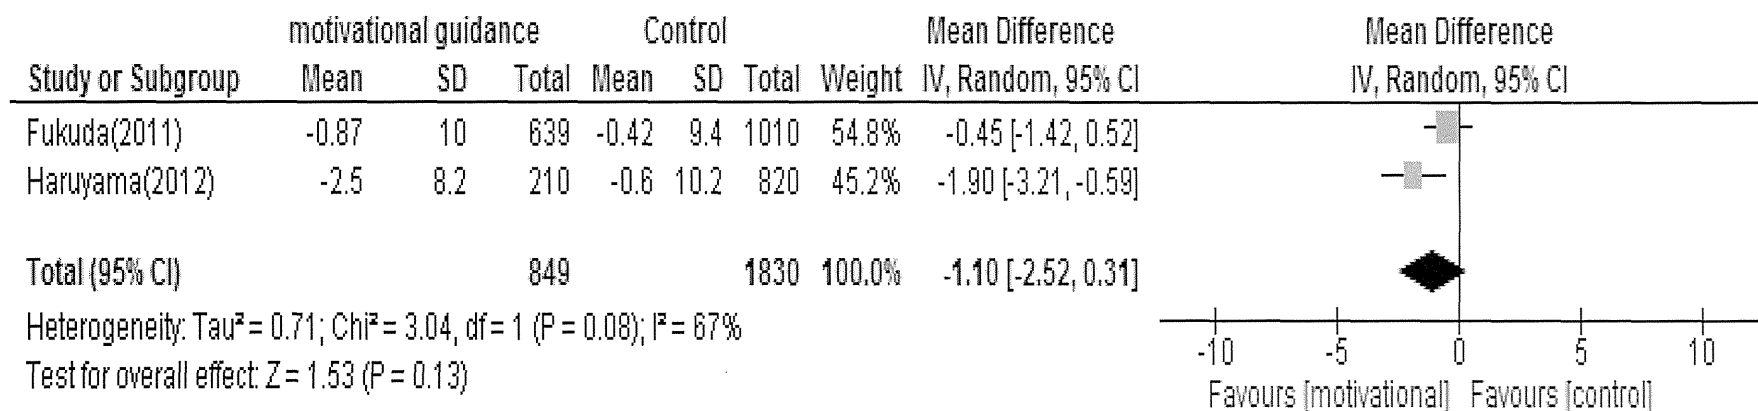 motivational guidance Control Mean Difference Mean Difference
Study or Subgroup Mean SD Total Mean SD Total Weight IV, Random, 95% CI IV, Random, 95% CI
Fukuda(2011) -0.87 10 639 -0.42 9.4 1010 54.8% -0.45 [-1.42, 0.52]
Haruyama(2012) -2.5 8.2 210 -0.6 10.2 820 45.2% -1.90 [-3.21, -0.59]
Total (95% CI) 849 1830 100.0% -1.10 [-2.52, 0.31]
Heterogeneity: Tau² = 0.71; Chi² = 3.04, df = 1 (P = 0.08); I² = 67%
Test for overall effect: Z = 1.53 (P = 0.13)
-10 -5 0 5 10
Favours [motivational] Favours [control]